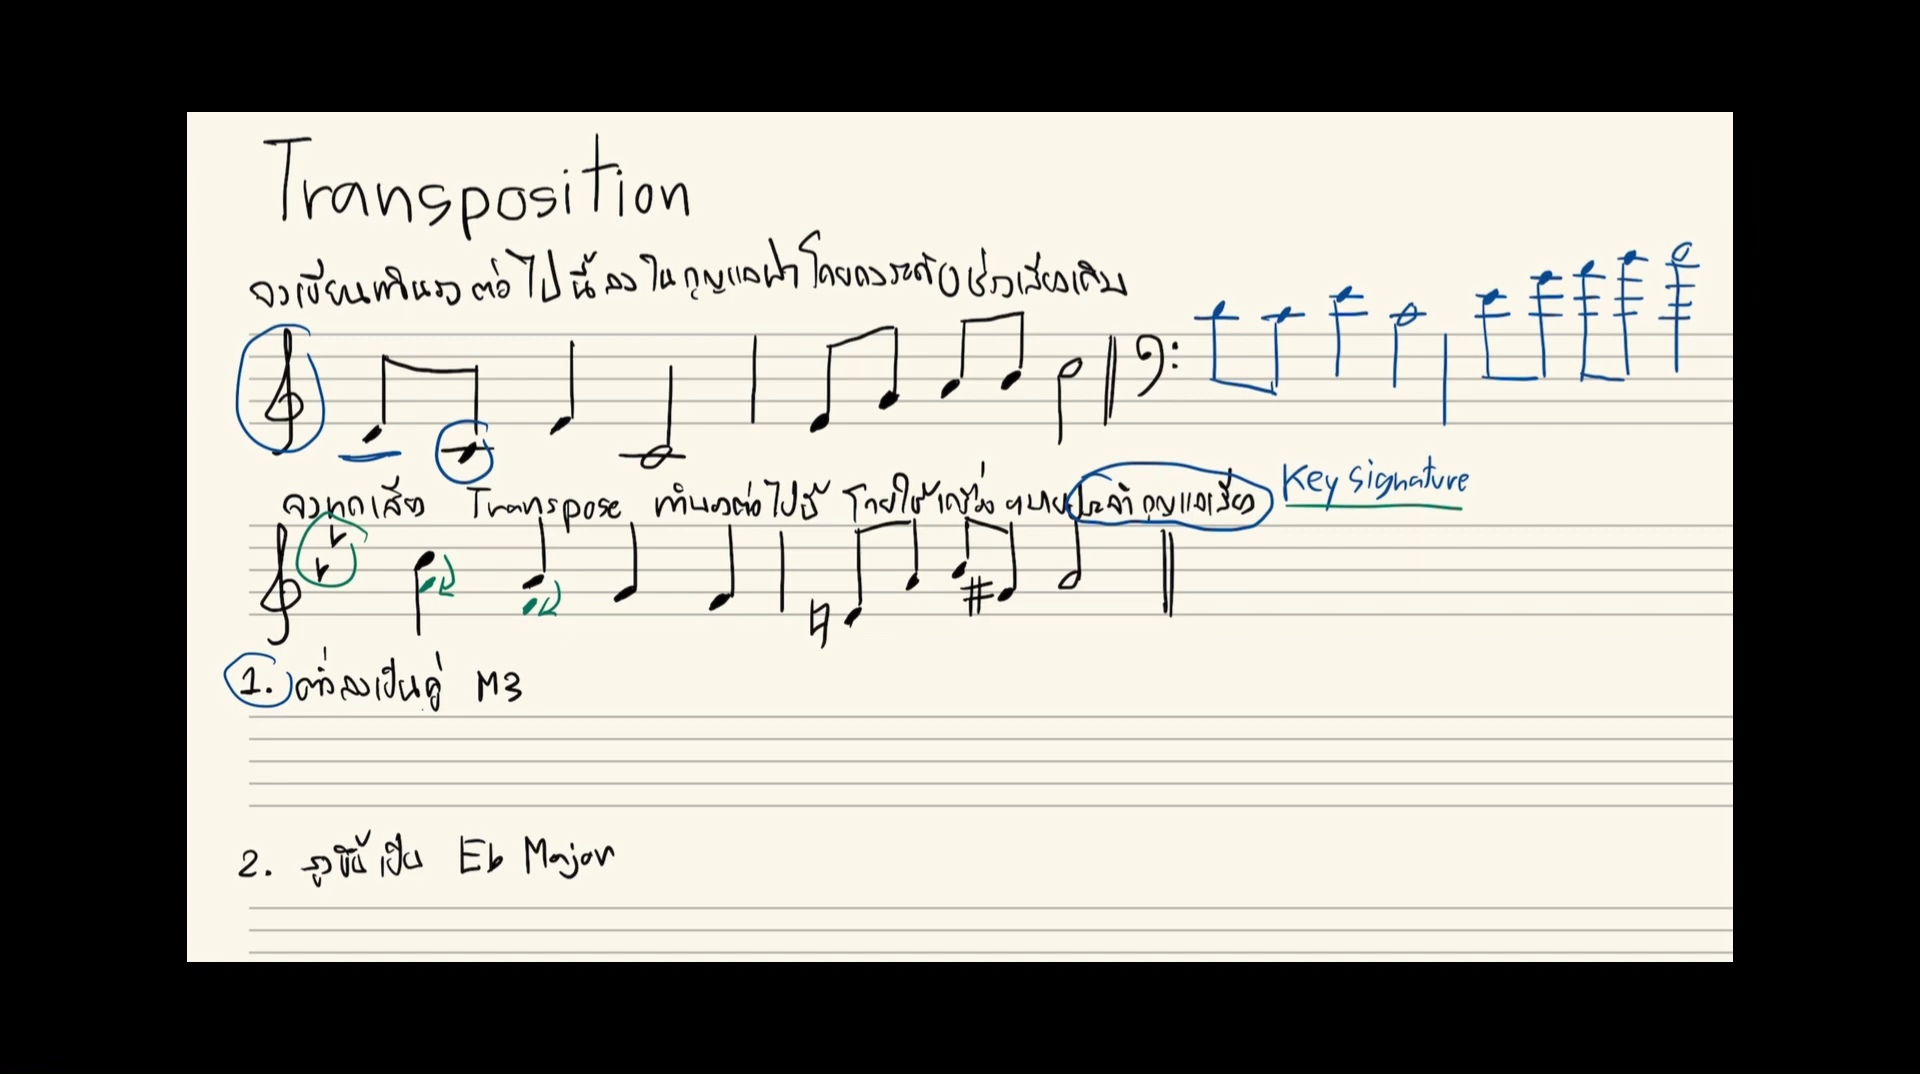 Transposition
จงเขียนทำนองต่อไปนี้ลงในกุญแจฟาโดยคงระดับช่วงเสียงเดิม
จงทดเสียง Transpose ทำนองต่อไปนี้ โดยใช้เครื่องหมายประจำกุญแจเสียง Key signature
1. ต่ำลงเป็นคู่ M3
2. เป็น Eb Major